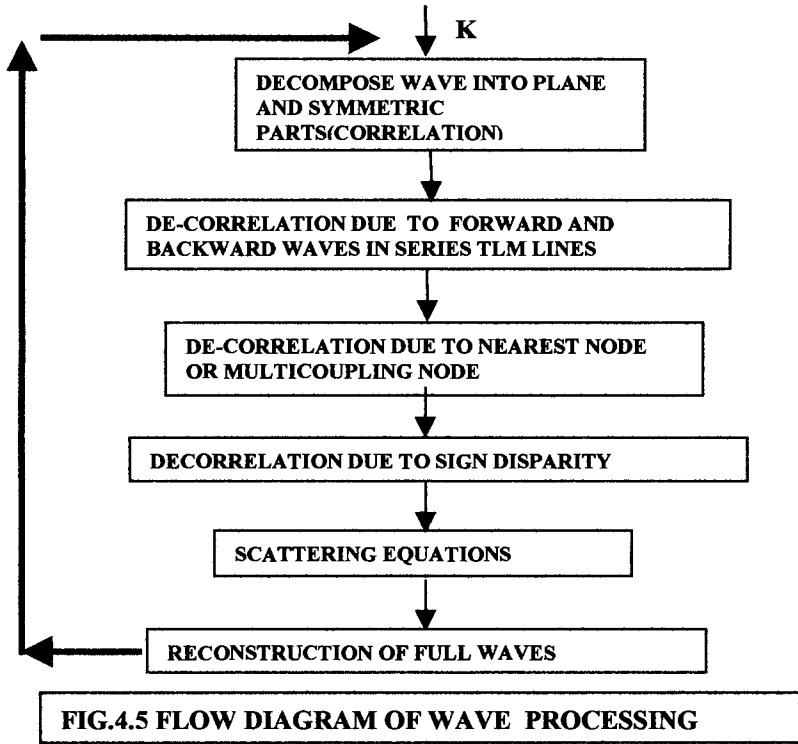 K
DECOMPOSE WAVE INTO PLANE
AND SYMMETRIC
PARTS(CORRELATION)
DE-CORRELATION DUE TO FORWARD AND
BACKWARD WAVES IN SERIES TLM LINES
DE-CORRELATION DUE TO NEAREST NODE
OR MULTICOUPLING NODE
DECORRELATION DUE TO SIGN DISPARITY
SCATTERING EQUATIONS
RECONSTRUCTION OF FULL WAVES
FIG.4.5 FLOW DIAGRAM OF WAVE PROCESSING